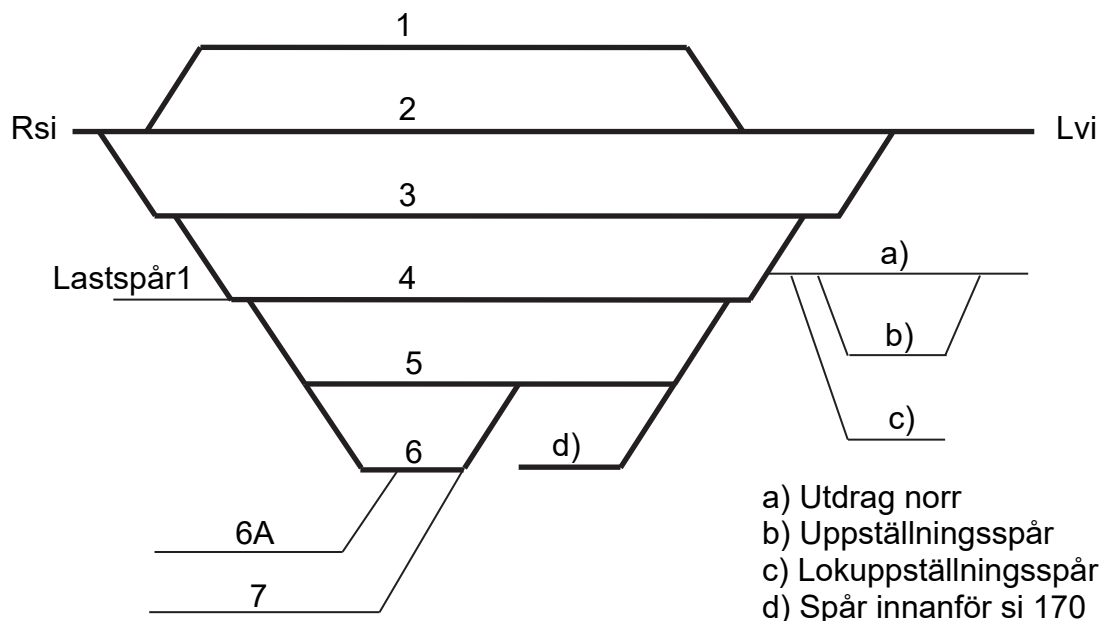 1
2
Rsi
Lvi
3
a)
Lastspår1
4
b)
5
c)
6
d)
6A
7
a) Utdrag norr
b) Uppställningsspår
c) Lokuppställningsspår
d) Spår innanför si 170